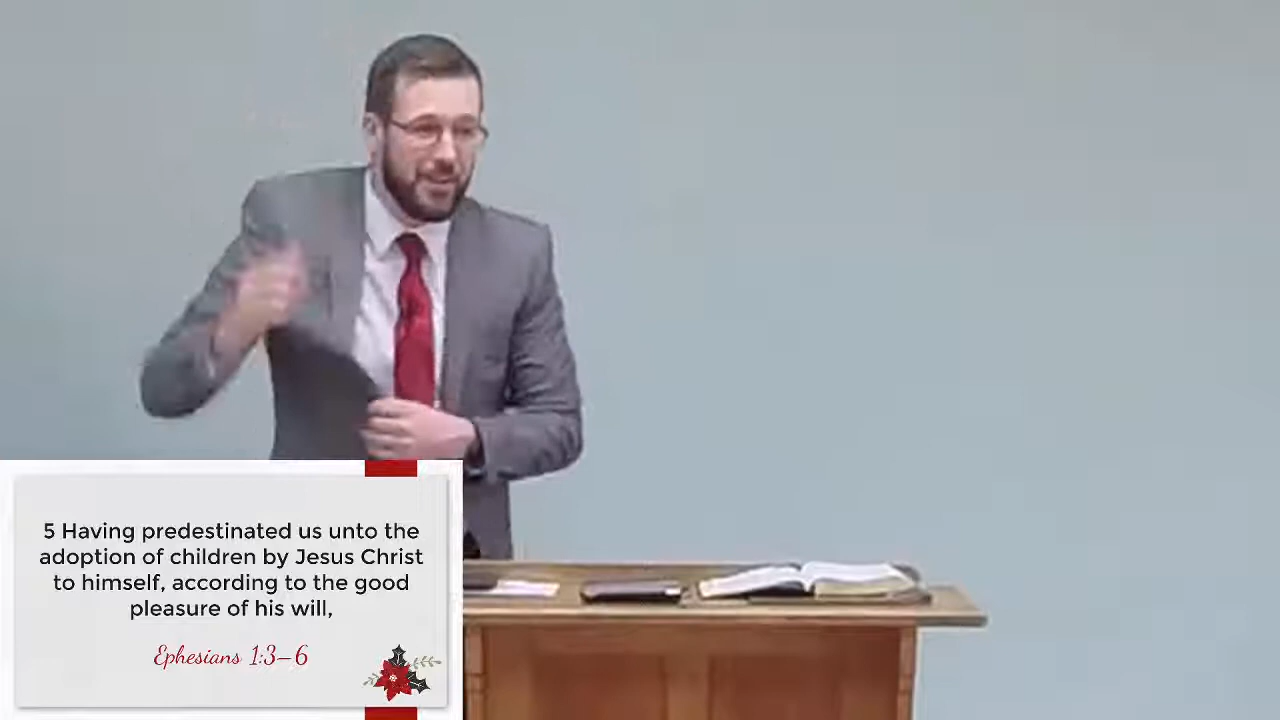 5 Having predestinated us unto the
adoption of children by Jesus Christ
to himself, according to the good
pleasure of his will,
Ephesians 1:3–6